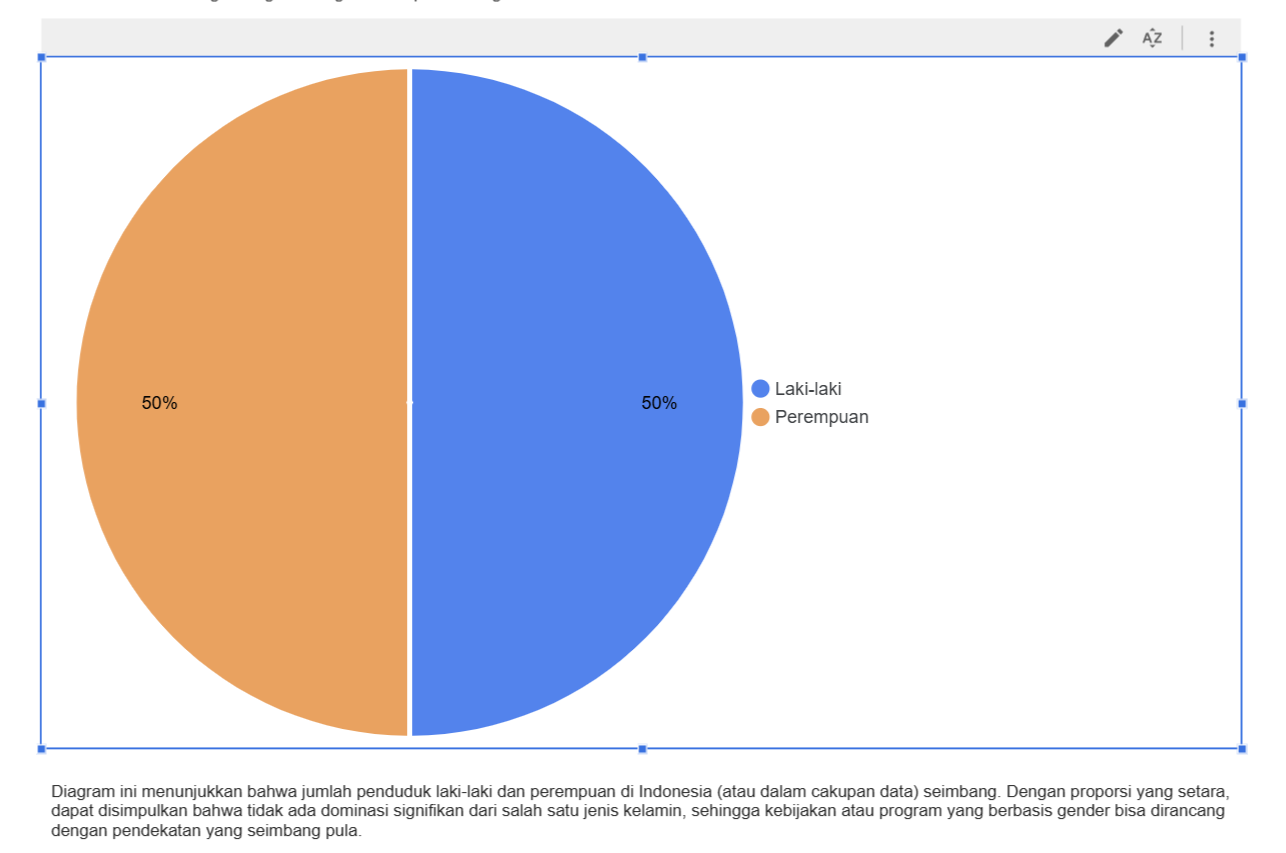 AZ
50%
50%
Laki-laki
Perempuan
Diagram ini menunjukkan bahwa jumlah penduduk laki-laki dan perempuan di Indonesia (atau dalam cakupan data) seimbang. Dengan proporsi yang setara,
dapat disimpulkan bahwa tidak ada dominasi signifikan dari salah satu jenis kelamin, sehingga kebijakan atau program yang berbasis gender bisa dirancang
dengan pendekatan yang seimbang pula.